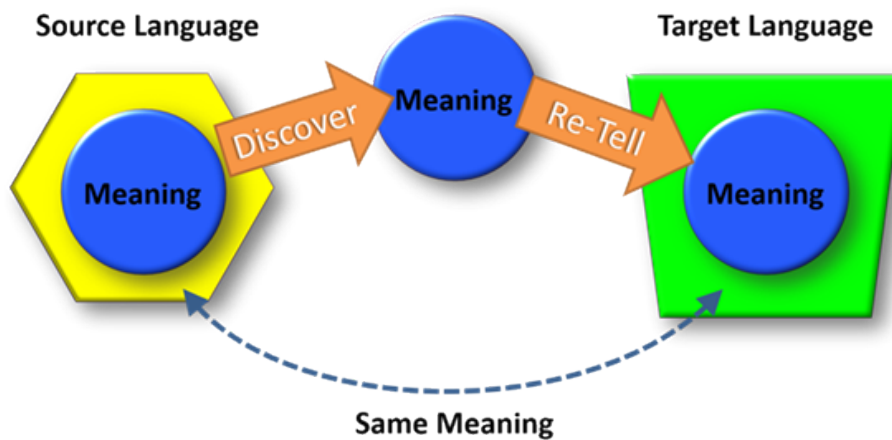 Source Language
Target Language
Meaning
Discover
Meaning
Re-Tell
Meaning
Same Meaning